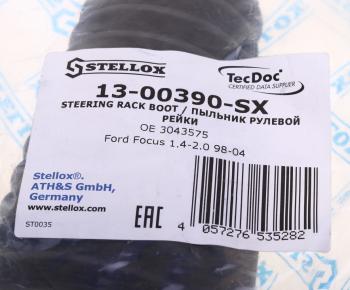 STELLOX
TecDoc
CERTIFIED DATA SUPPLIER
13-00390-SX
STEERING RACK BOOT / ПЫЛЬНИК РУЛЕВОЙ
РЕЙКИ
OE 3043575
Ford Focus 1.4-2.0 98-04
Stellox®.
ATH&S GmbH,
Germany
www.stellox.com
ST0035
EAC
4 057276 535282